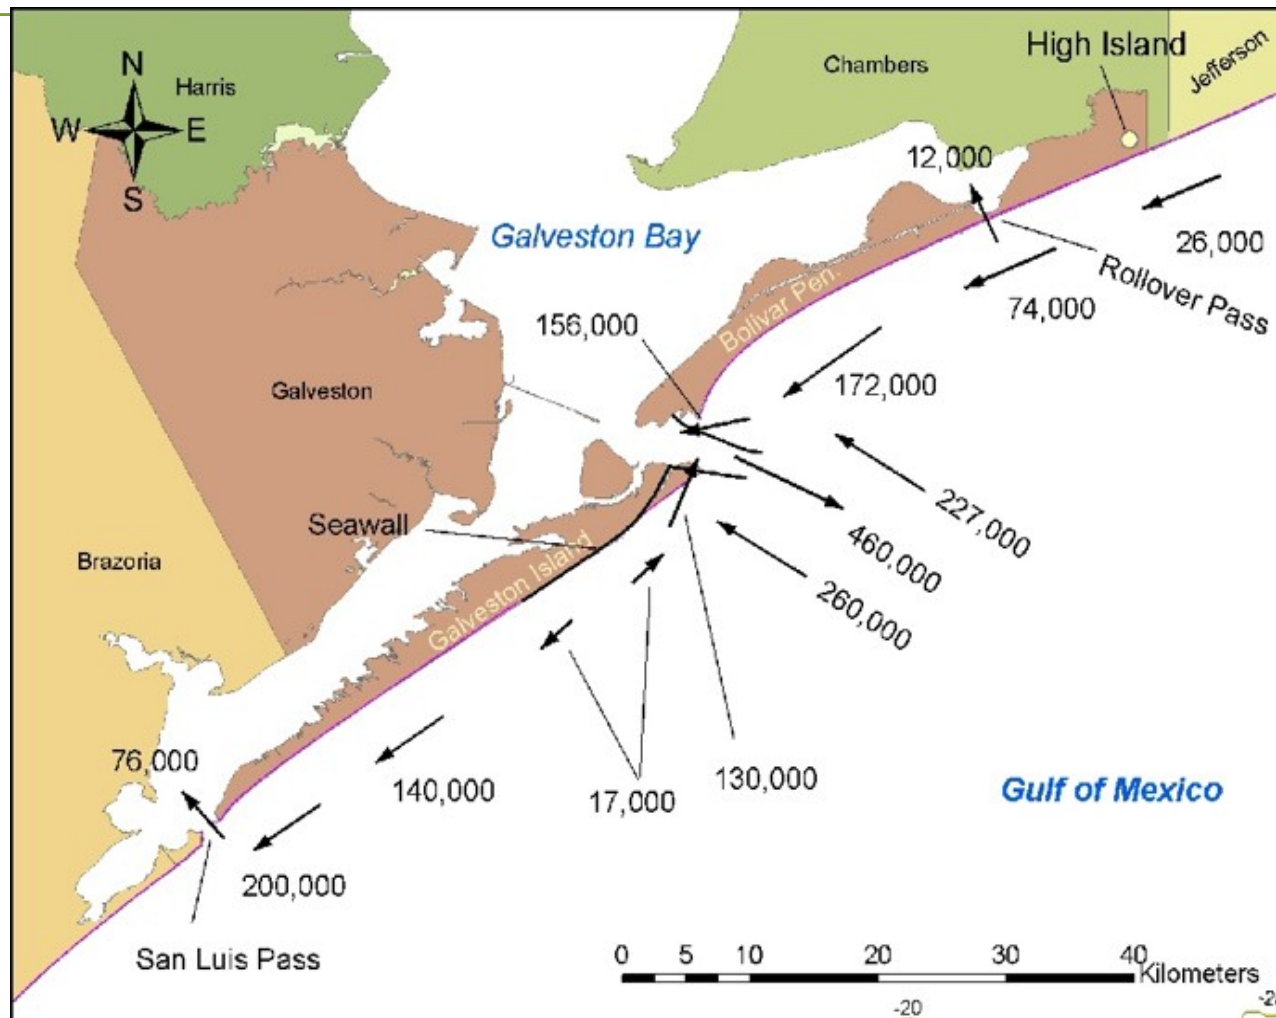 High Island
Jefferson
Chambers
N
Harris
W
E
S
12,000
26,000
Galveston Bay
Rollover Pass
74,000
156,000
Bolivar Pen.
172,000
Galveston
227,000
460,000
Seawall
260,000
Brazoria
Galveston Island
76,000
140,000
17,000
130,000
Gulf of Mexico
200,000
San Luis Pass
0 5 10 20 30 40
Kilometers
-20